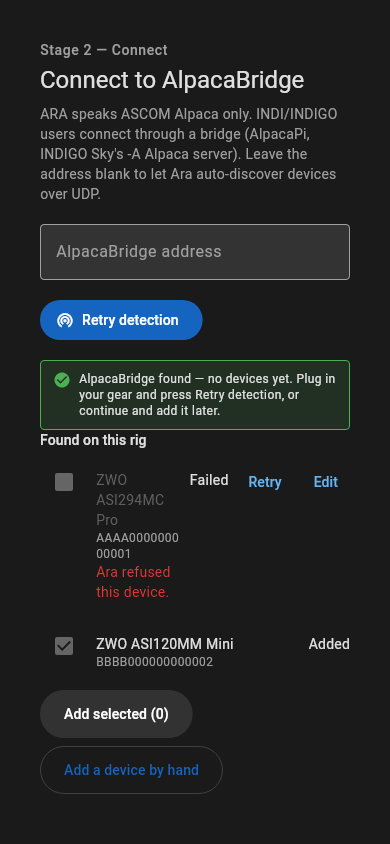 Stage 2 — Connect
Connect to AlpacaBridge
ARA speaks ASCOM Alpaca only. INDI/INDIGO
users connect through a bridge (AlpacaPi,
INDIGO Sky's -A Alpaca server). Leave the
address blank to let Ara auto-discover devices
over UDP.
AlpacaBridge address
Retry detection
AlpacaBridge found — no devices yet. Plug in
your gear and press Retry detection, or
continue and add it later.
Found on this rig
ZWO
ASI294MC
Pro
AAAA0000000
00001
Ara refused
this device.
Failed
Retry
Edit
ZWO ASI120MM Mini
BBBB000000000002
Added
Add selected (0)
Add a device by hand